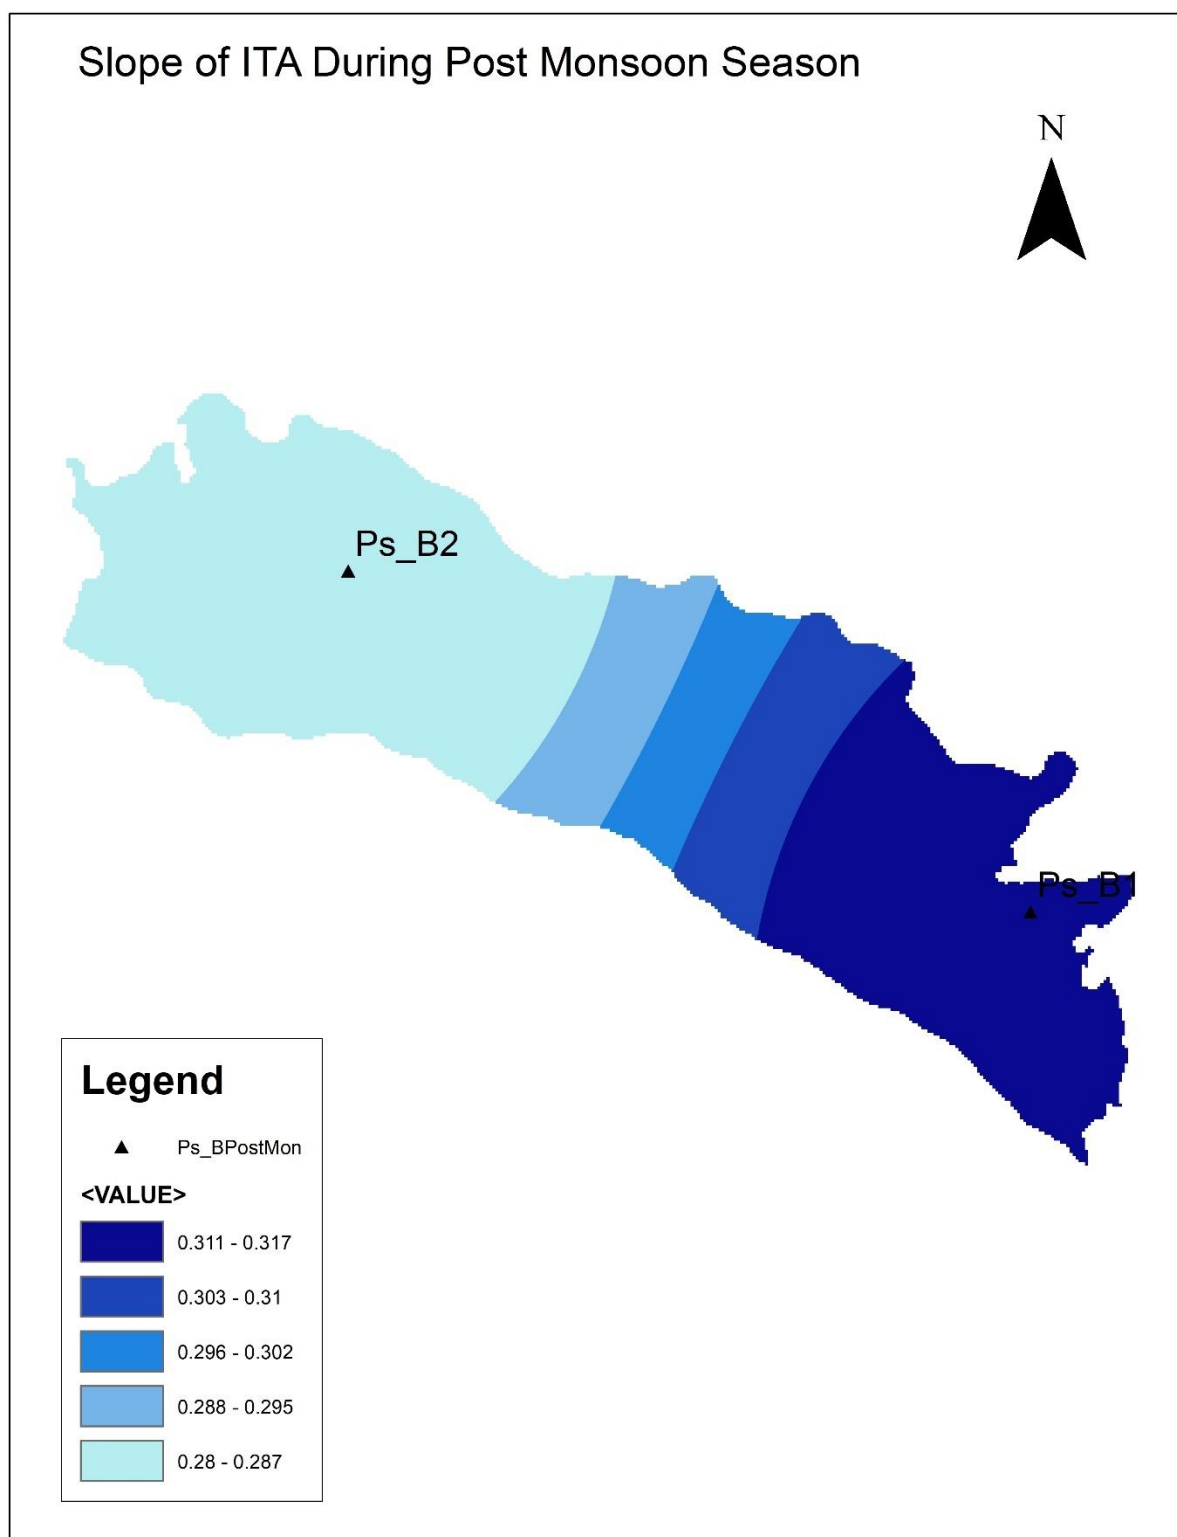 Slope of ITA During Post Monsoon Season
N
Ps_B2
Ps_B1
Legend
Ps_BPostMon
<VALUE>
0.311 - 0.317
0.303 - 0.31
0.296 - 0.302
0.288 - 0.295
0.28 - 0.287